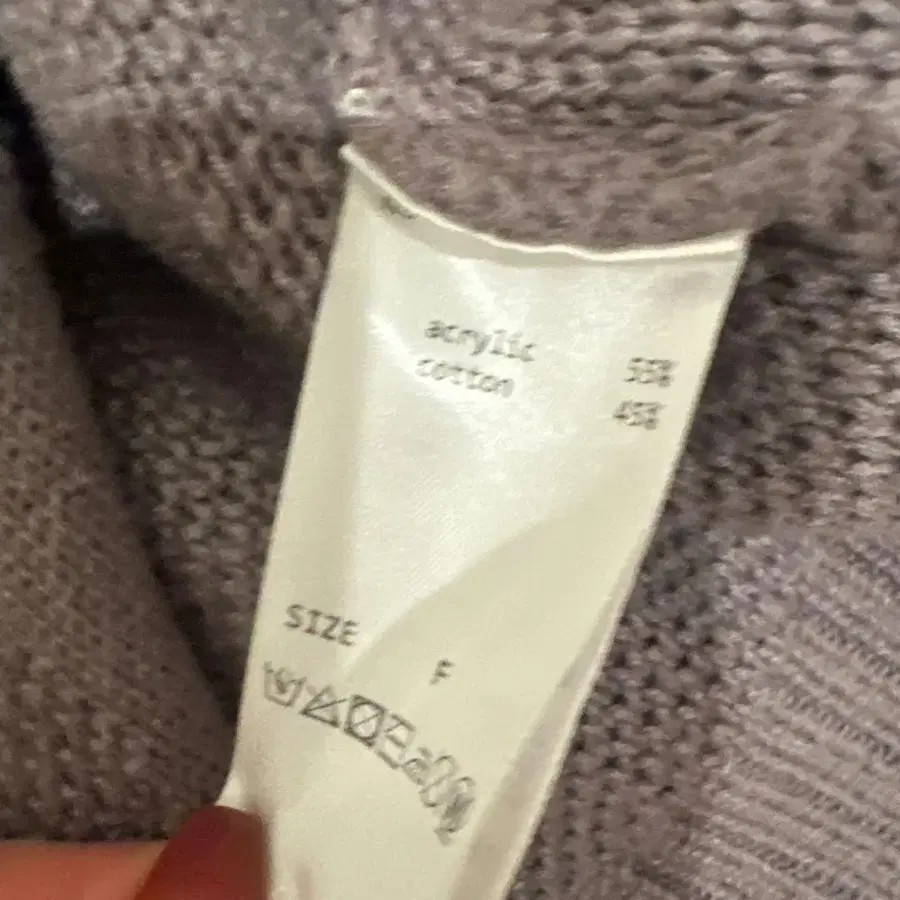 acrylic 55%
cotton 45%
SIZE F